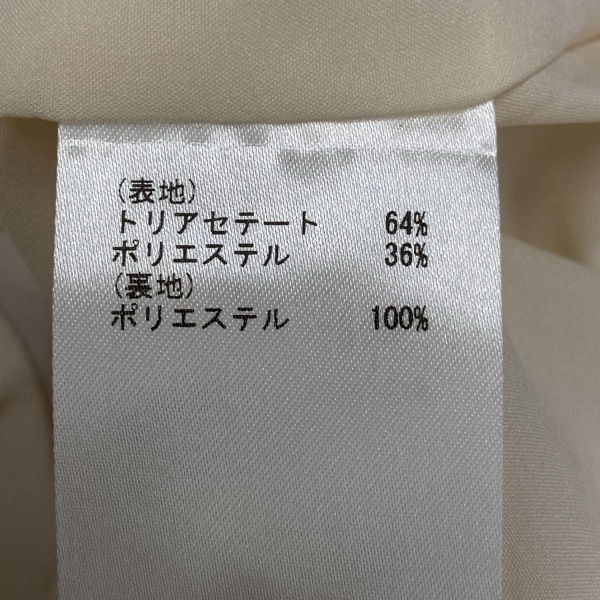 (表地)
トリアセテート 64%
ポリエステル 36%
(裏地)
ポリエステル 100%